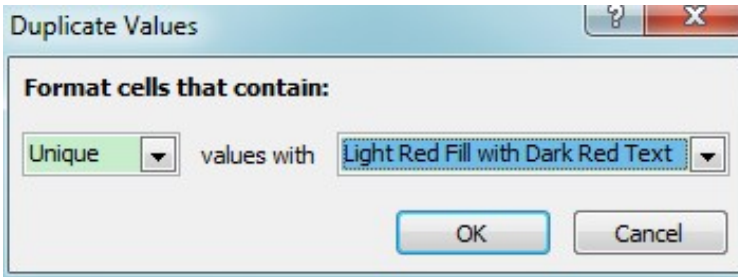 Duplicate Values
Format cells that contain:
Unique values with Light Red Fill with Dark Red Text
OK Cancel